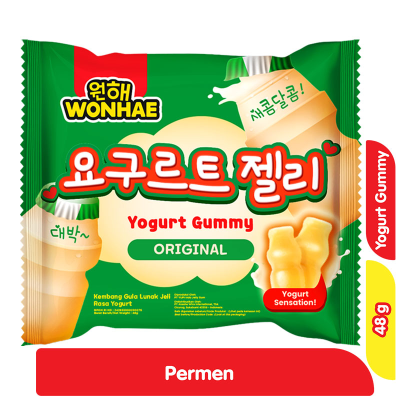 원해
WONHAE
새콤달콤!
요구르트 젤리
Yogurt Gummy
ORIGINAL
대박~
Yogurt
Sensation!
Kembang Gula Lunak Jeli
Rasa Yogurt
Yogurt Gummy
48 g
Permen